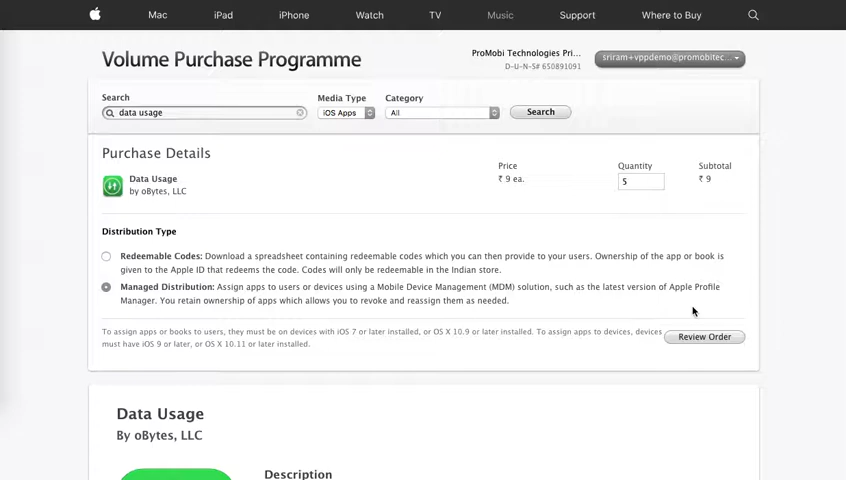 Mac iPad iPhone Watch TV Music Support Where to Buy
Volume Purchase Programme
ProMobi Technologies Pri...
D-U-N-S# 650891091
sriram+vppdemo@promobitec...
Search
Media Type
Category
data usage
iOS Apps
All
Search
Purchase Details
Price
Quantity
Subtotal
Data Usage
by oBytes, LLC
₹ 9 ea.
5
₹ 9
Distribution Type
Redeemable Codes: Download a spreadsheet containing redeemable codes which you can then provide to your users. Ownership of the app or book is
given to the Apple ID that redeems the code. Codes will only be redeemable in the Indian store.
Managed Distribution: Assign apps to users or devices using a Mobile Device Management (MDM) solution, such as the latest version of Apple Profile
Manager. You retain ownership of apps which allows you to revoke and reassign them as needed.
To assign apps or books to users, they must be on devices with iOS 7 or later installed, or OS X 10.9 or later installed. To assign apps to devices, devices
must have iOS 9 or later, or OS X 10.11 or later installed.
Review Order
Data Usage
By oBytes, LLC
Description